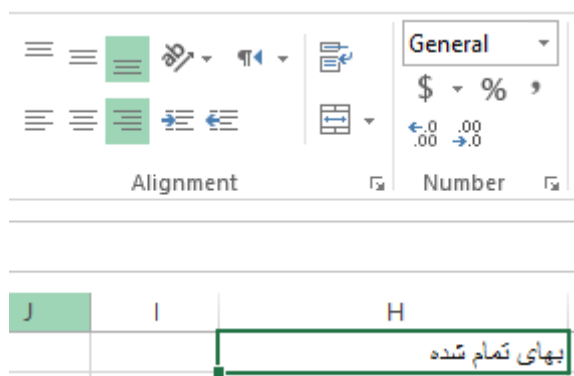 General
$ %
Alignment
Number
J I H
بهای تمام شده